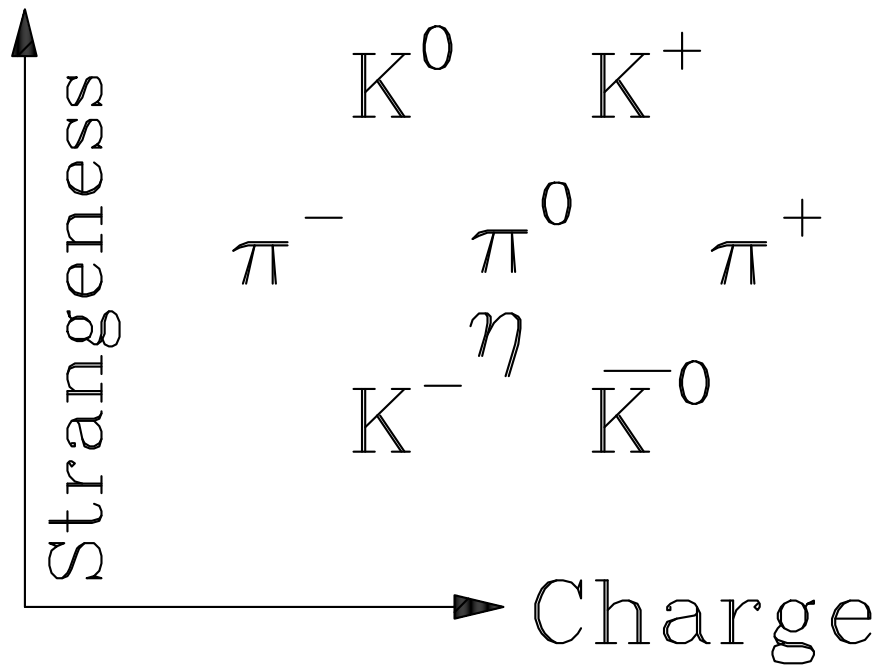 K⁰ K⁺
π⁻ π⁰ π⁺
η
K⁻ K̅⁰
Strangeness
Charge